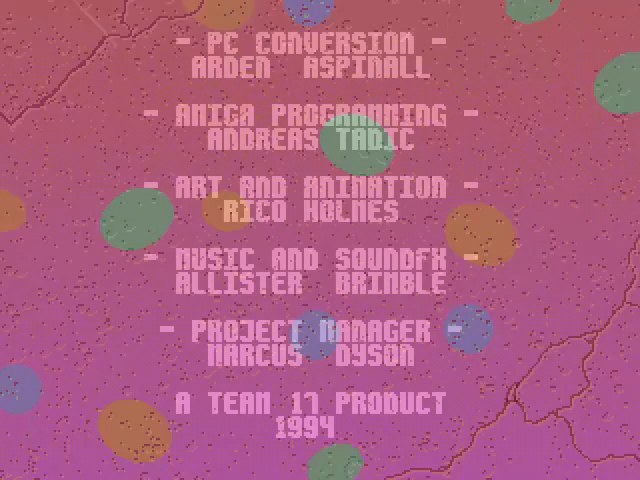 - PC CONVERSION -
ARDEN ASPINALL
- AMIGA PROGRAMMING -
ANDREAS TADIC
- ART AND ANIMATION -
RICO HOLMES
- MUSIC AND SOUNDFX -
ALLISTER BRIMBLE
- PROJECT MANAGER -
MARCUS DYSON
A TEAM 17 PRODUCT
1994